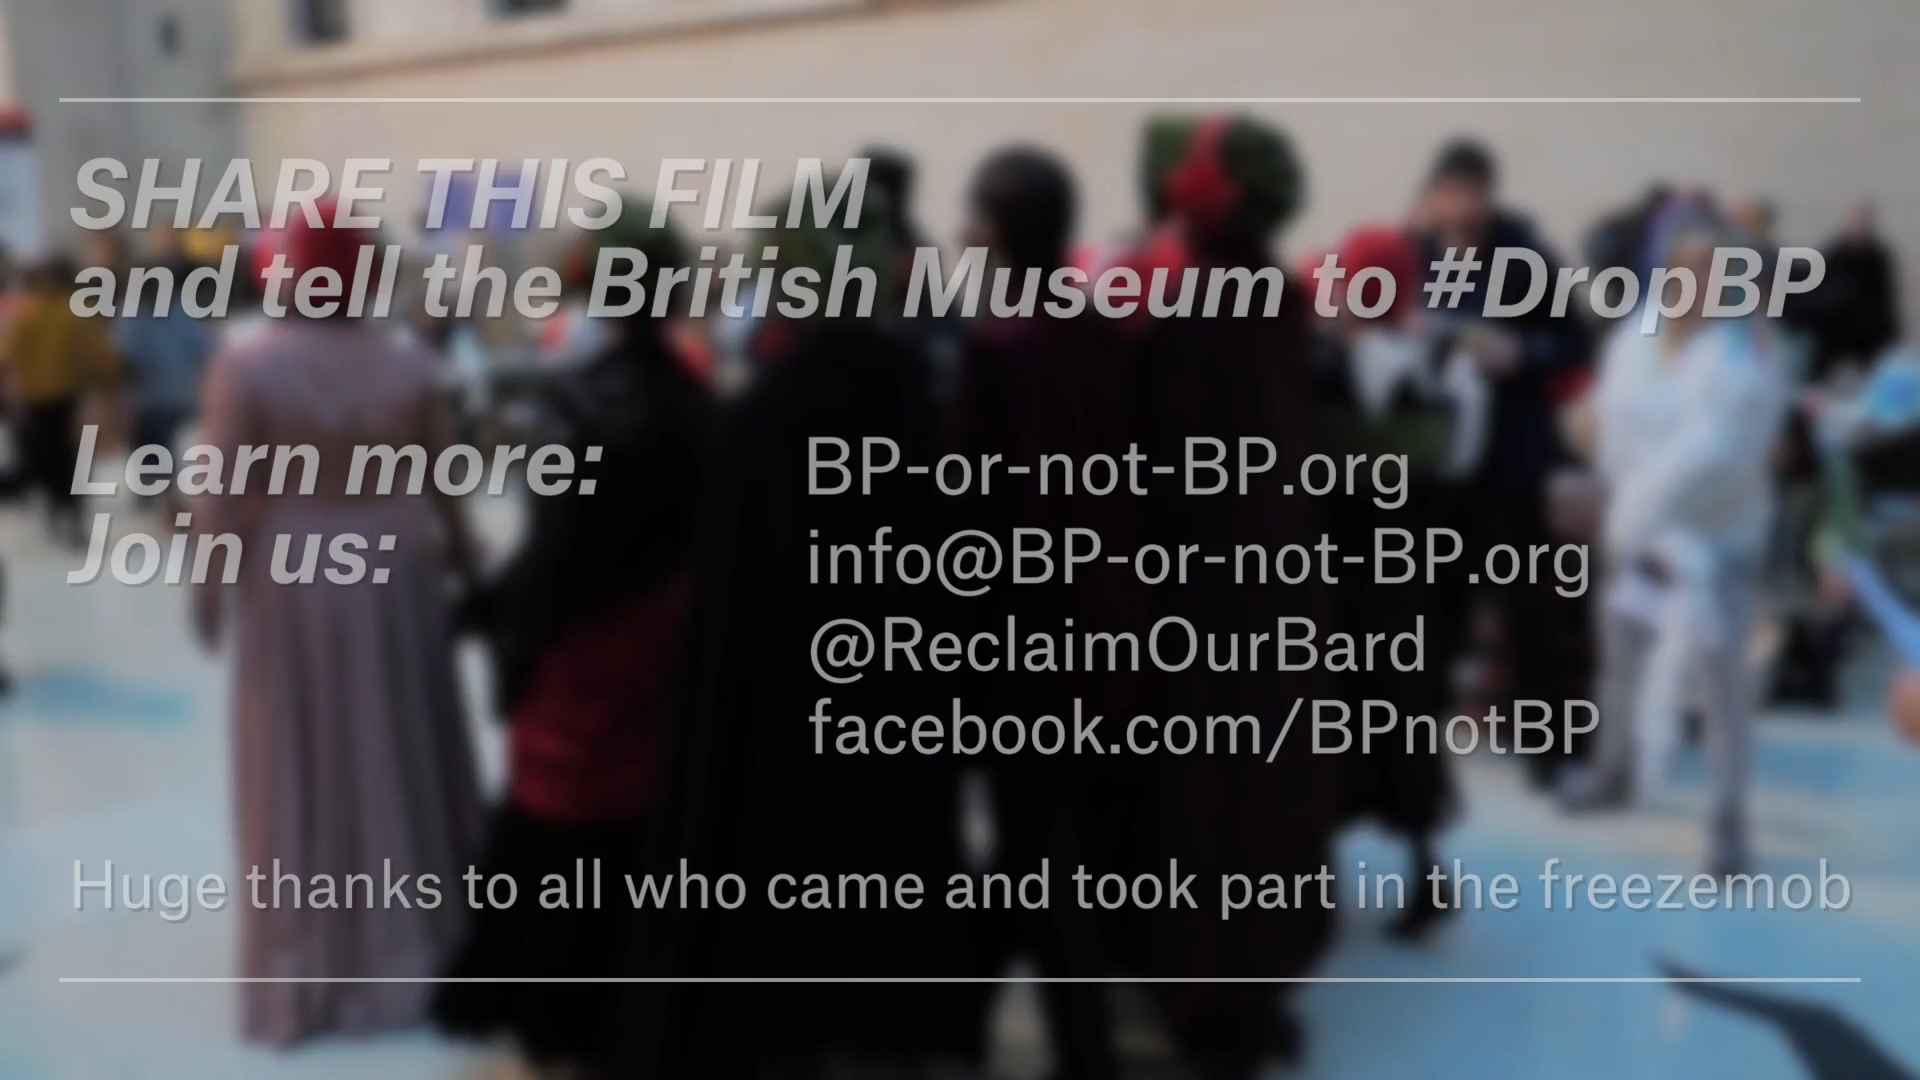 SHARE THIS FILM
and tell the British Museum to #DropBP
Learn more: BP-or-not-BP.org
Join us: info@BP-or-not-BP.org
@ReclaimOurBard
facebook.com/BPnotBP
Huge thanks to all who came and took part in the freezemob